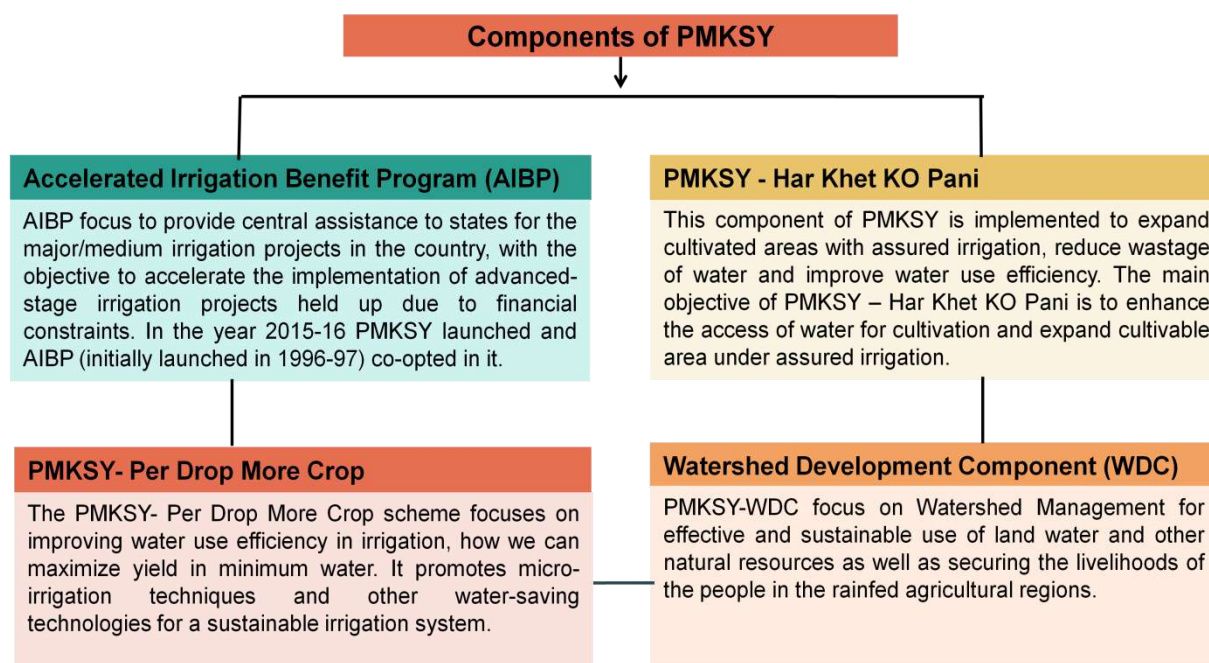 Components of PMKSY
Accelerated Irrigation Benefit Program (AIBP)
AIBP focus to provide central assistance to states for the
major/medium irrigation projects in the country, with the
objective to accelerate the implementation of advanced-
stage irrigation projects held up due to financial
constraints. In the year 2015-16 PMKSY launched and
AIBP (initially launched in 1996-97) co-opted in it.
PMKSY - Har Khet KO Pani
This component of PMKSY is implemented to expand
cultivated areas with assured irrigation, reduce wastage
of water and improve water use efficiency. The main
objective of PMKSY – Har Khet KO Pani is to enhance
the access of water for cultivation and expand cultivable
area under assured irrigation.
PMKSY- Per Drop More Crop
The PMKSY- Per Drop More Crop scheme focuses on
improving water use efficiency in irrigation, how we can
maximize yield in minimum water. It promotes micro-
irrigation techniques and other water-saving
technologies for a sustainable irrigation system.
Watershed Development Component (WDC)
PMKSY-WDC focus on Watershed Management for
effective and sustainable use of land water and other
natural resources as well as securing the livelihoods of
the people in the rainfed agricultural regions.